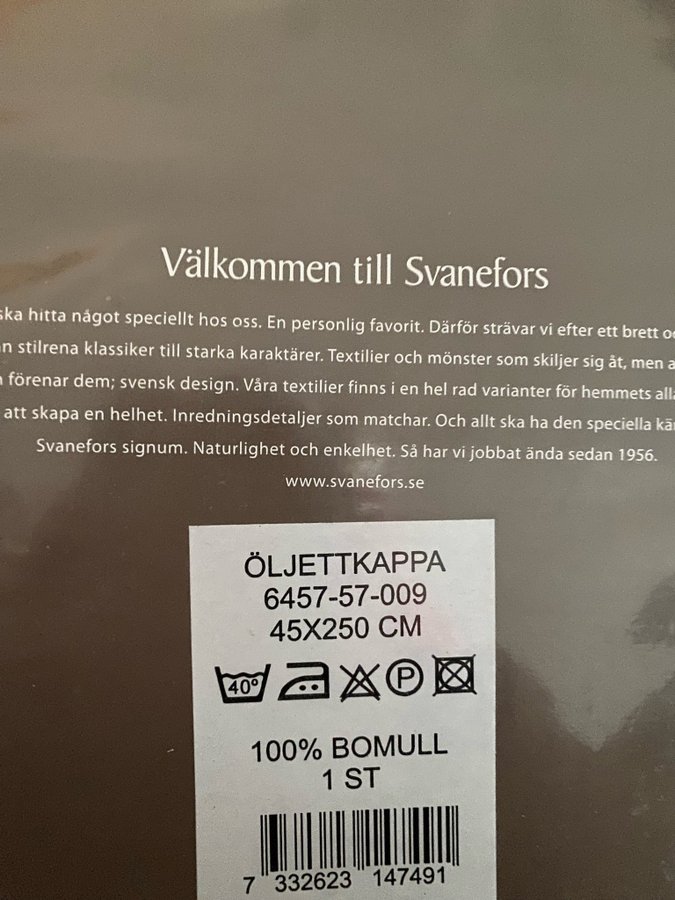 Välkommen till Svanefors
ska hitta något speciellt hos oss. En personlig favorit. Därför strävar vi efter ett brett
stilrena klassiker till starka karaktärer. Textilier och mönster som skiljer sig åt, men
förenar dem; svensk design. Våra textilier finns i en hel rad varianter för hemmets
att skapa en helhet. Inredningsdetaljer som matchar. Och allt ska ha den speciella
Svanefors signum. Naturlighet och enkelhet. Så har vi jobbat ända sedan 1956.
www.svanefors.se
ÖLJETTKAPPA
6457-57-009
45X250 CM
40° P
100% BOMULL
1 ST
7 332623 147491